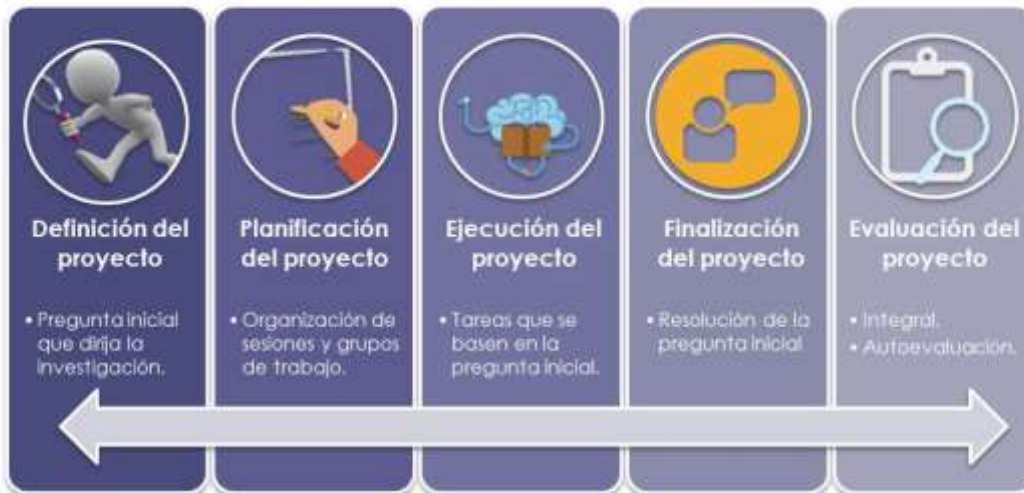 Definición del
proyecto
• Pregunta inicial
que dirija la
investigación.
Planificación
del proyecto
• Organización de
sesiones y grupos
de trabajo.
Ejecución del
proyecto
• Tareas que se
basen en la
pregunta inicial.
Finalización
del proyecto
• Resolución de la
pregunta inicial
Evaluación del
proyecto
• Integral.
• Autoevaluación.